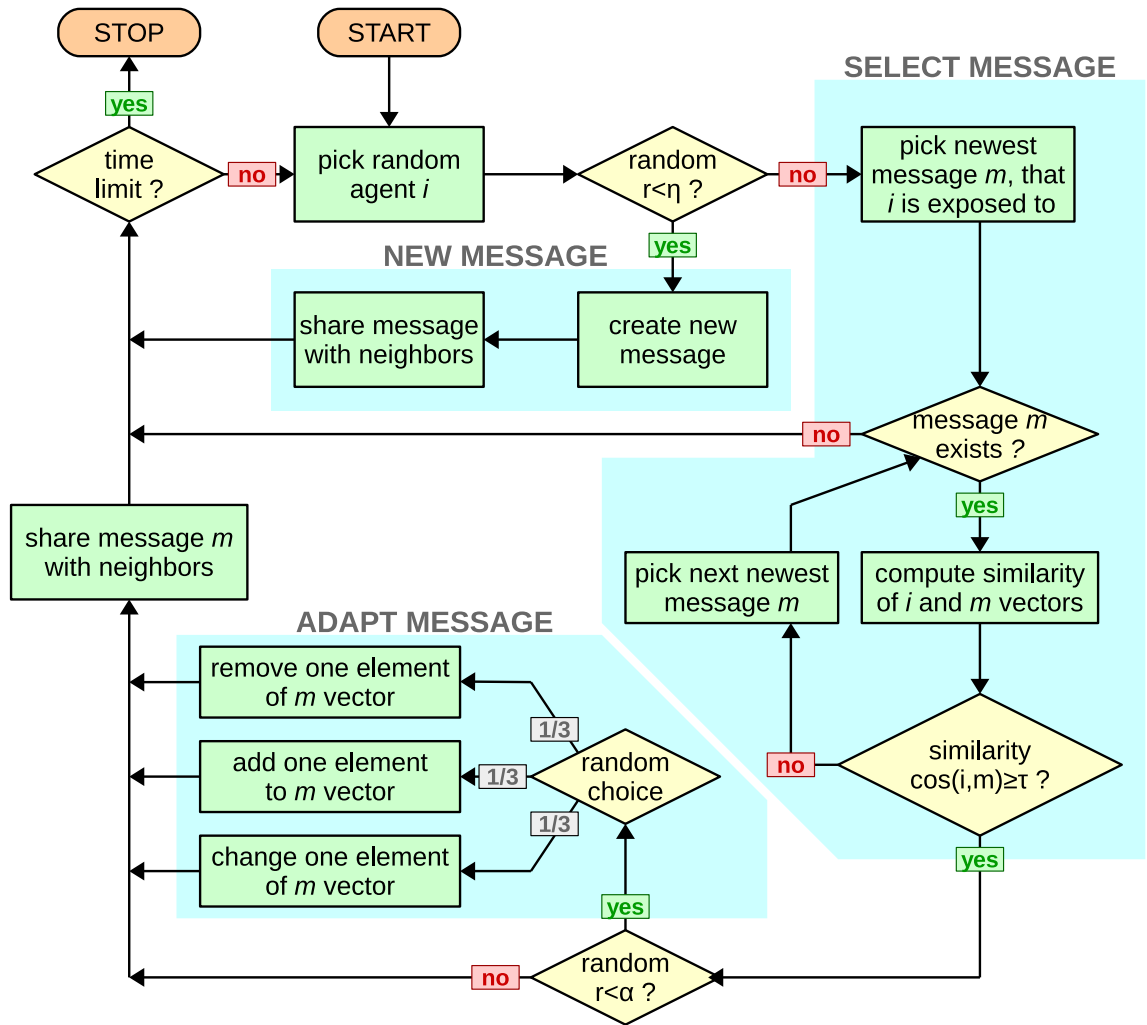 STOP
START
SELECT MESSAGE
yes
time
limit ?
no
pick random
agent i
random
r<η ?
no
pick newest
message m, that
i is exposed to
yes
NEW MESSAGE
share message
with neighbors
create new
message
message m
exists ?
no
yes
share message m
with neighbors
pick next newest
message m
compute similarity
of i and m vectors
ADAPT MESSAGE
remove one element
of m vector
1/3
add one element
to m vector
1/3
random
choice
1/3
change one element
of m vector
similarity
cos(i,m)≥τ ?
no
yes
yes
random
r<α ?
no